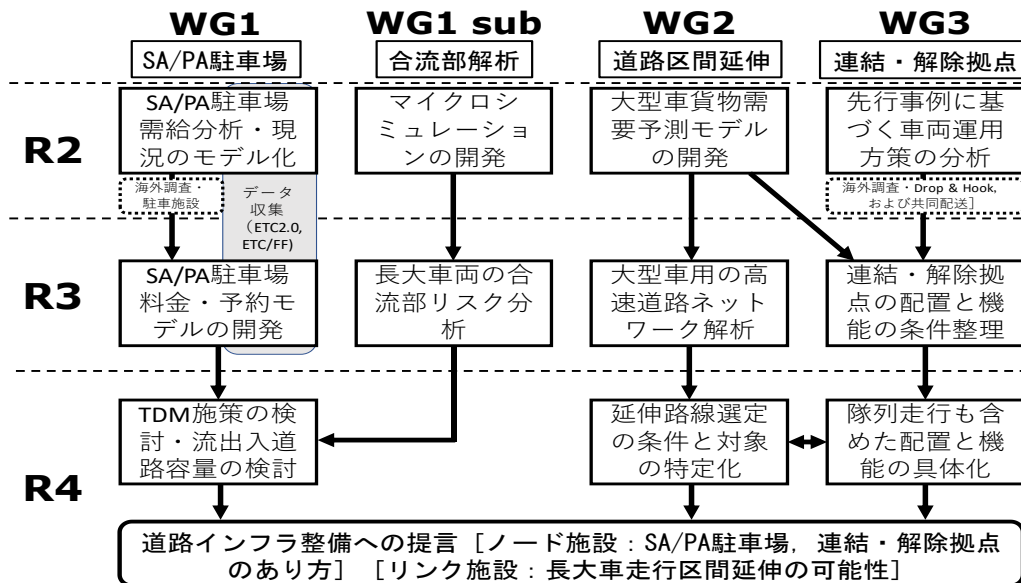 WG1 WG1 sub WG2 WG3
SA/PA駐車場 合流部解析 道路区間延伸 連結・解除拠点
R2
SA/PA駐車場
需給分析・現
況のモデル化
マイクロシ
ミュレーショ
ンの開発
大型車貨物需
要予測モデル
の開発
先行事例に基
づく車両運用
方策の分析
海外調査・
駐車施設
データ
収集
（ETC2.0,
ETC/FF)
海外調査・Drop & Hook,
および共同配送］
R3
SA/PA駐車場
料金・予約モ
デルの開発
長大車両の合
流部リスク分
析
大型車用の高
速道路ネット
ワーク解析
連結・解除拠
点の配置と機
能の条件整理
R4
TDM施策の検
討・流出入道
路容量の検討
延伸路線選定
の条件と対象
の特定化
隊列走行も含
めた配置と機
能の具体化
道路インフラ整備への提言［ノード施設：SA/PA駐車場，連結・解除拠点
のあり方］［リンク施設：長大車走行区間延伸の可能性］